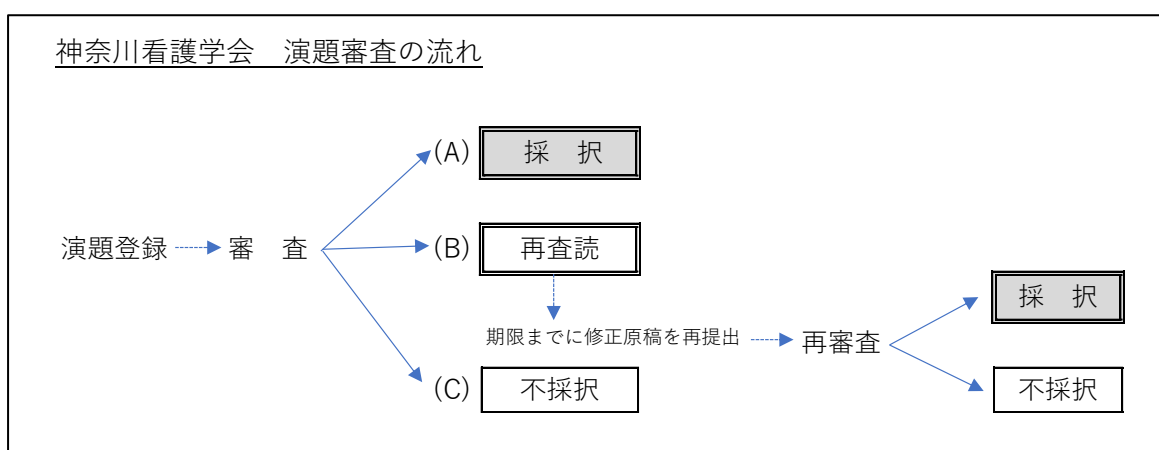 神奈川看護学会　演題審査の流れ
(A) 採　択
演題登録 審　査 (B) 再査読
採　択
期限までに修正原稿を再提出 再審査
(C) 不採択 不採択